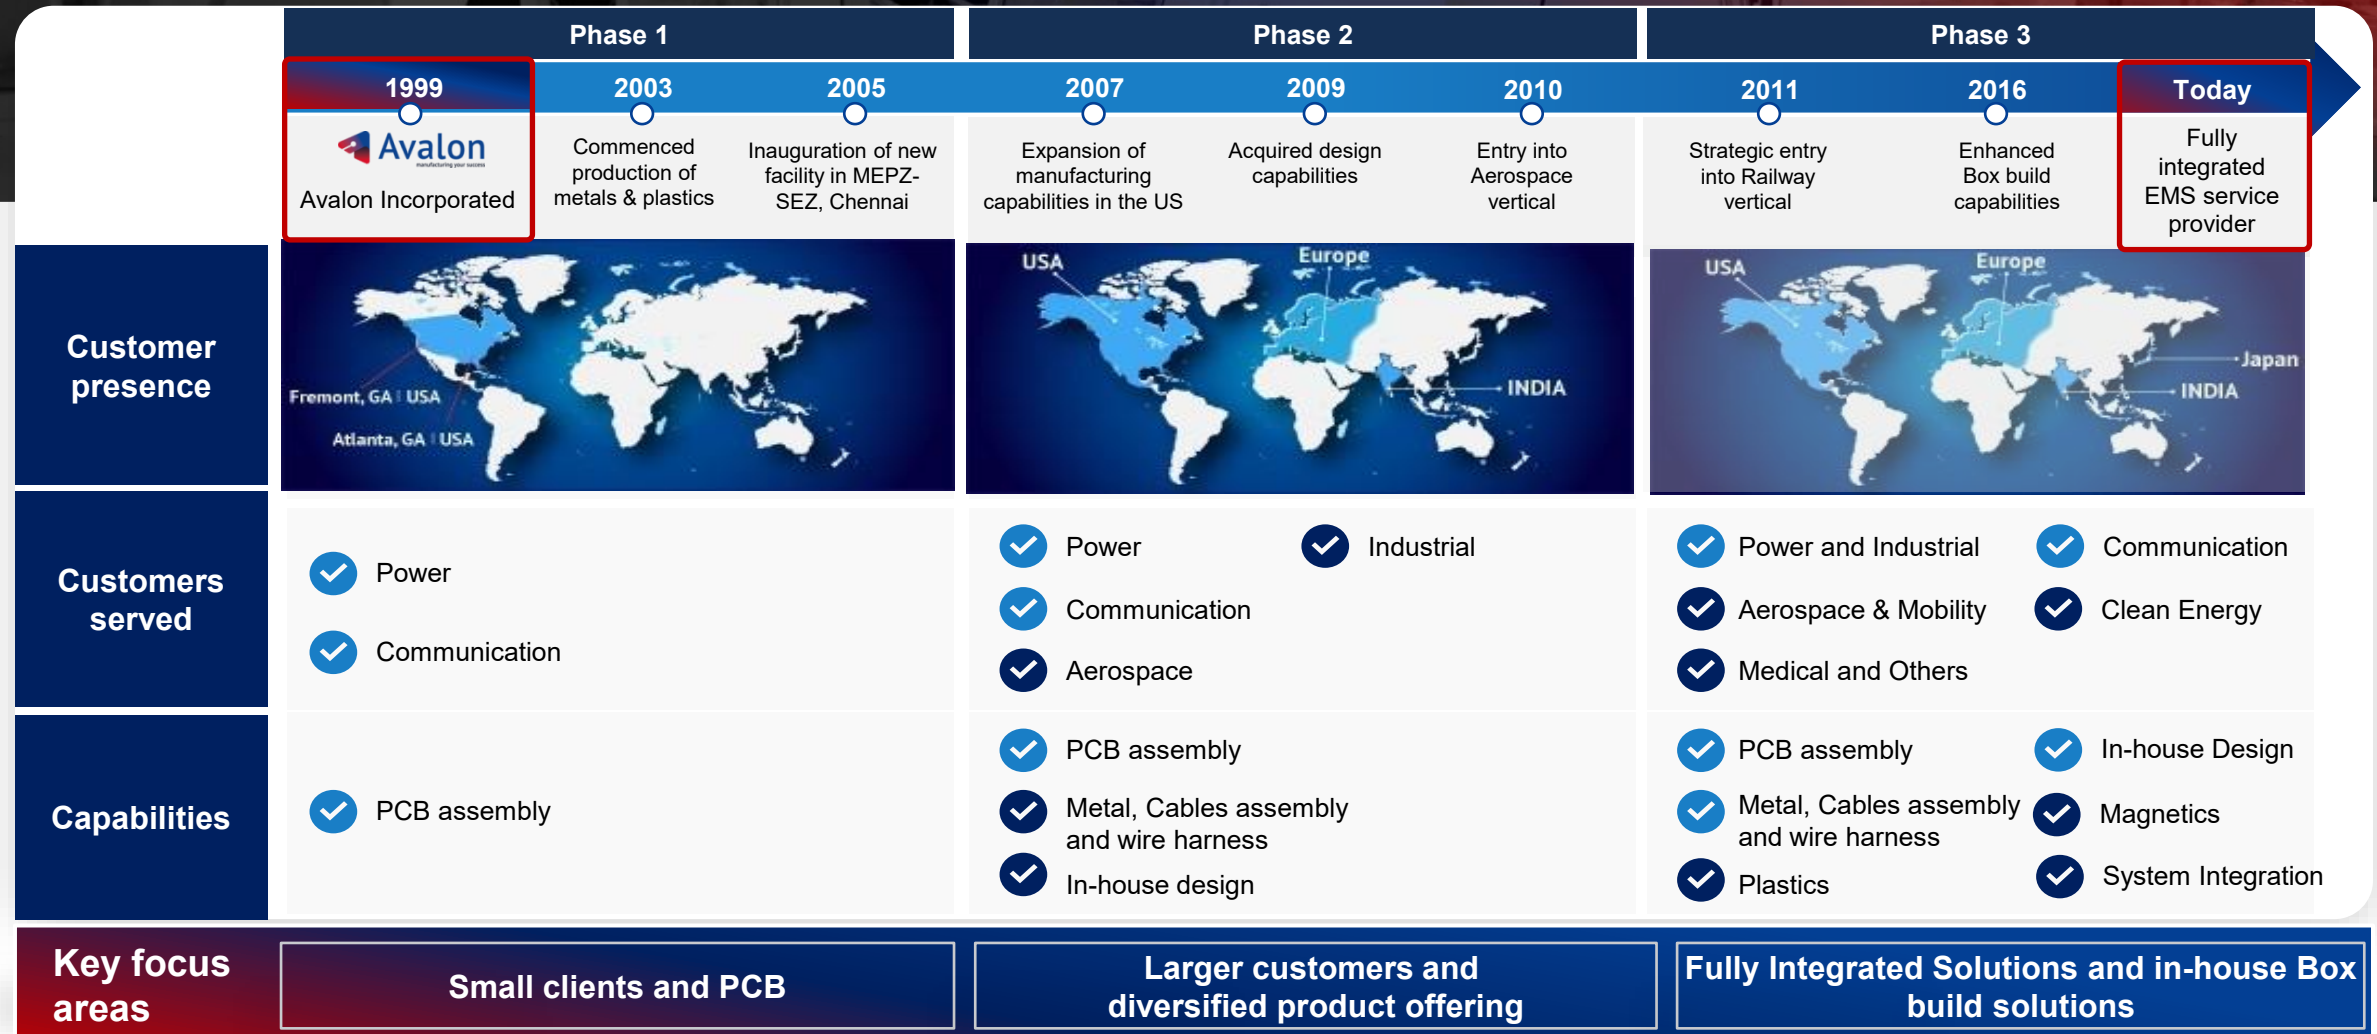 Phase 1
Phase 2
Phase 3
1999
2003
2005
2007
2009
2010
2011
2016
Today
Avalon
manufacturing your success
Avalon Incorporated
Commenced
production of
metals & plastics
Inauguration of new
facility in MEPZ-
SEZ, Chennai
Expansion of
manufacturing
capabilities in the US
Acquired design
capabilities
Entry into
Aerospace
vertical
Strategic entry
into Railway
vertical
Enhanced
Box build
capabilities
Fully
integrated
EMS service
provider
Customer
presence
Fremont, GA | USA
Atlanta, GA | USA
USA
Europe
INDIA
USA
Europe
Japan
INDIA
Customers
served
Power
Communication
Power
Industrial
Communication
Aerospace
Power and Industrial
Communication
Aerospace & Mobility
Clean Energy
Medical and Others
Capabilities
PCB assembly
PCB assembly
Metal, Cables assembly
and wire harness
In-house design
PCB assembly
In-house Design
Metal, Cables assembly
and wire harness
Magnetics
Plastics
System Integration
Key focus
areas
Small clients and PCB
Larger customers and
diversified product offering
Fully Integrated Solutions and in-house Box
build solutions